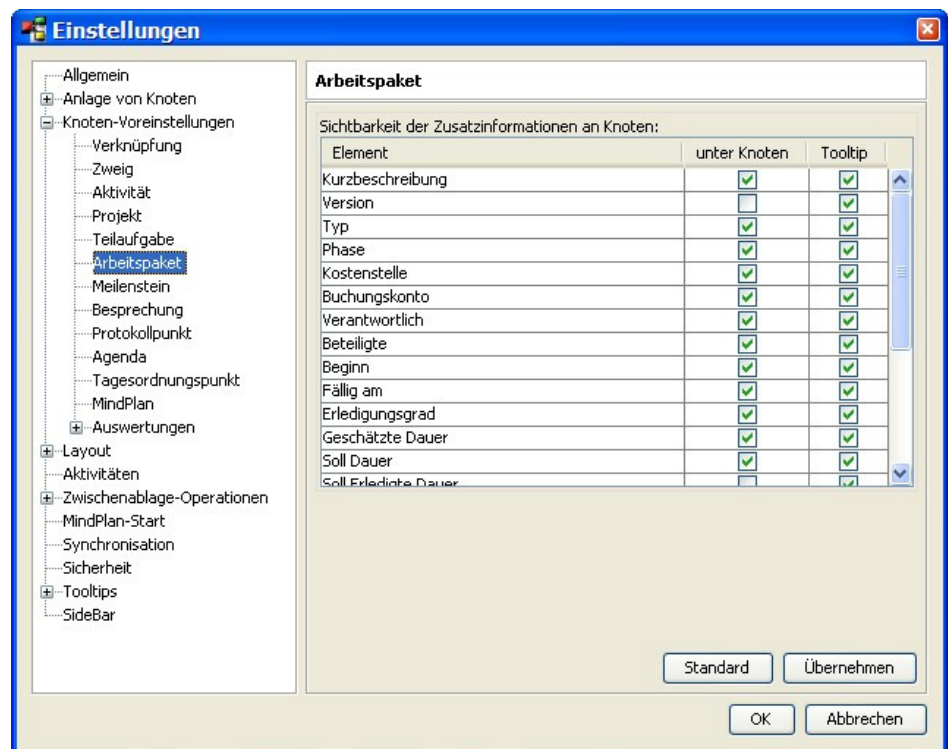 Einstellungen
Allgemein
Anlage von Knoten
Knoten-Voreinstellungen
Verknüpfung
Zweig
Aktivität
Projekt
Teilaufgabe
Arbeitspaket
Meilenstein
Besprechung
Protokollpunkt
Agenda
Tagesordnungspunkt
MindPlan
Auswertungen
Layout
Aktivitäten
Zwischenablage-Operationen
MindPlan-Start
Synchronisation
Sicherheit
Tooltips
SideBar
Arbeitspaket
Sichtbarkeit der Zusatzinformationen an Knoten:
Element unter Knoten Tooltip
Kurzbeschreibung
Version
Typ
Phase
Kostenstelle
Buchungskonto
Verantwortlich
Beteiligte
Beginn
Fällig am
Erledigungsgrad
Geschätzte Dauer
Soll Dauer
Soll Erledigte Dauer
Standard Übernehmen
OK Abbrechen